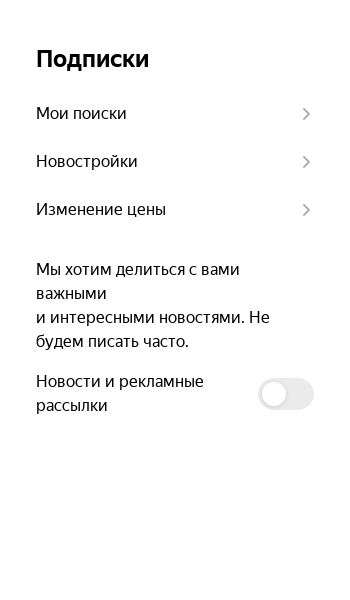 Подписки
Мои поиски
Новостройки
Изменение цены
Мы хотим делиться с вами
важными
и интересными новостями. Не
будем писать часто.
Новости и рекламные
рассылки